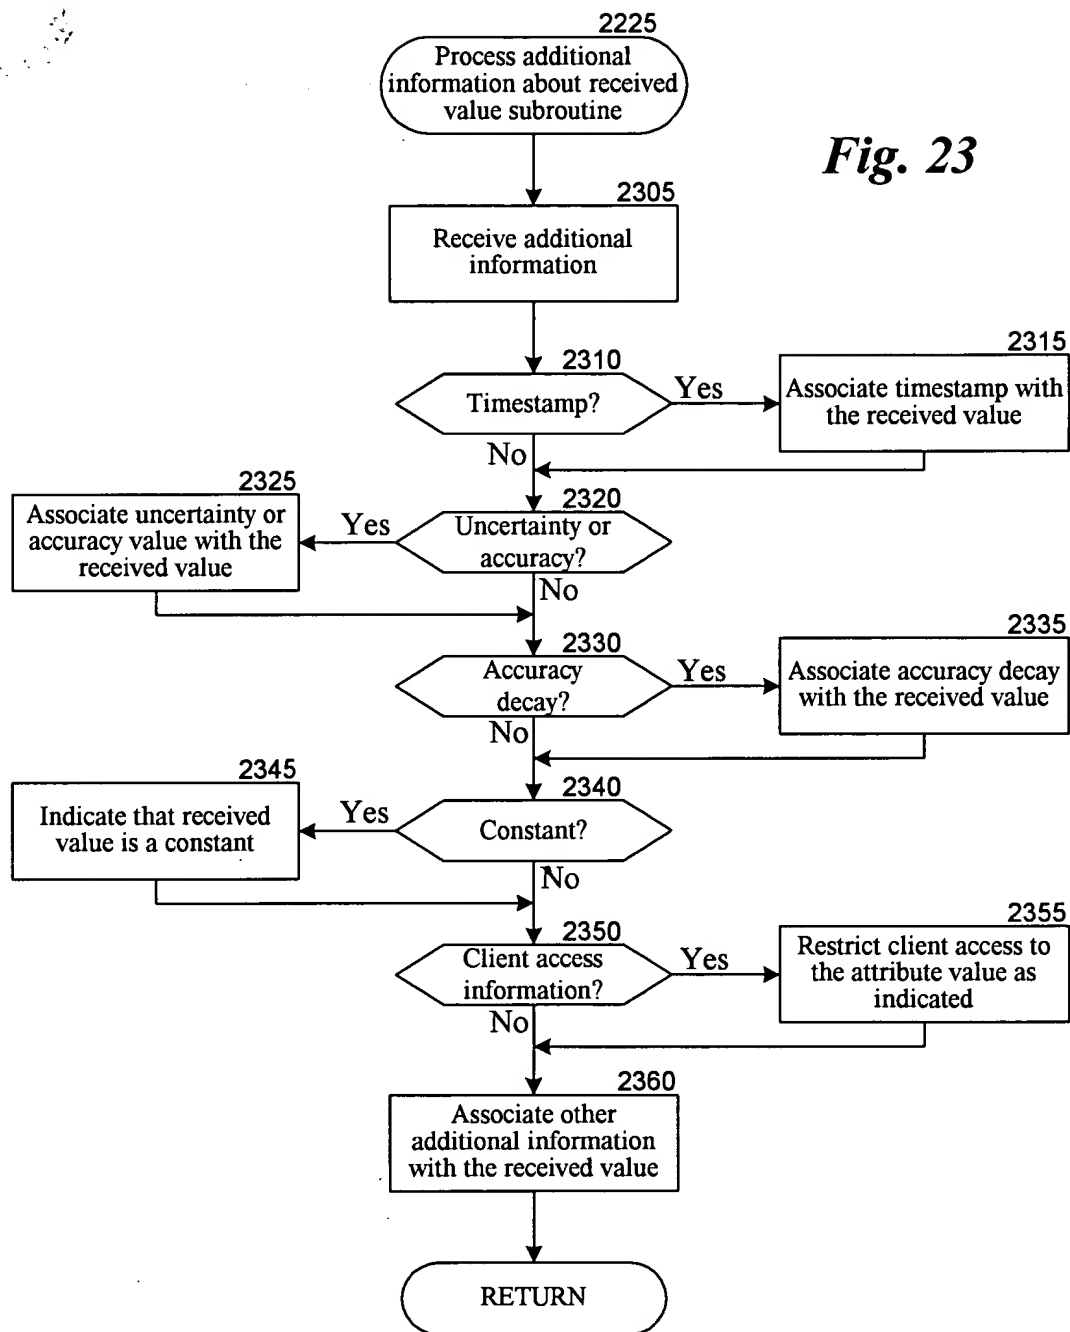 2225
Process additional
information about received
value subroutine
Fig. 23
2305
Receive additional
information
2310
Timestamp?
Yes
2315
Associate timestamp with
the received value
No
2325
Associate uncertainty or
accuracy value with the
received value
Yes
2320
Uncertainty or
accuracy?
No
2330
Accuracy
decay?
Yes
2335
Associate accuracy decay
with the received value
No
2345
Indicate that received
value is a constant
Yes
2340
Constant?
No
2350
Client access
information?
Yes
2355
Restrict client access to
the attribute value as
indicated
No
2360
Associate other
additional information
with the received value
RETURN